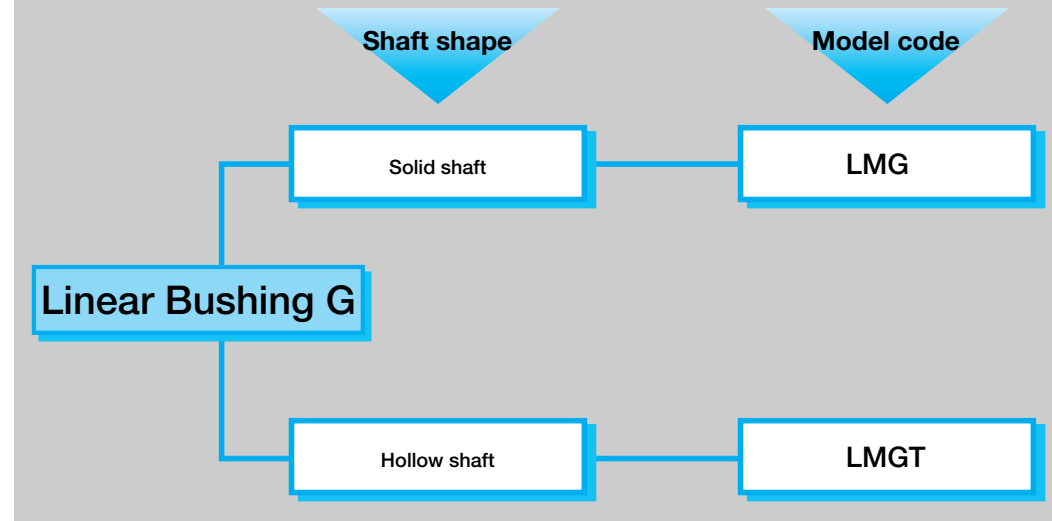 Shaft shape
Model code
Solid shaft
LMG
Linear Bushing G
Hollow shaft
LMGT